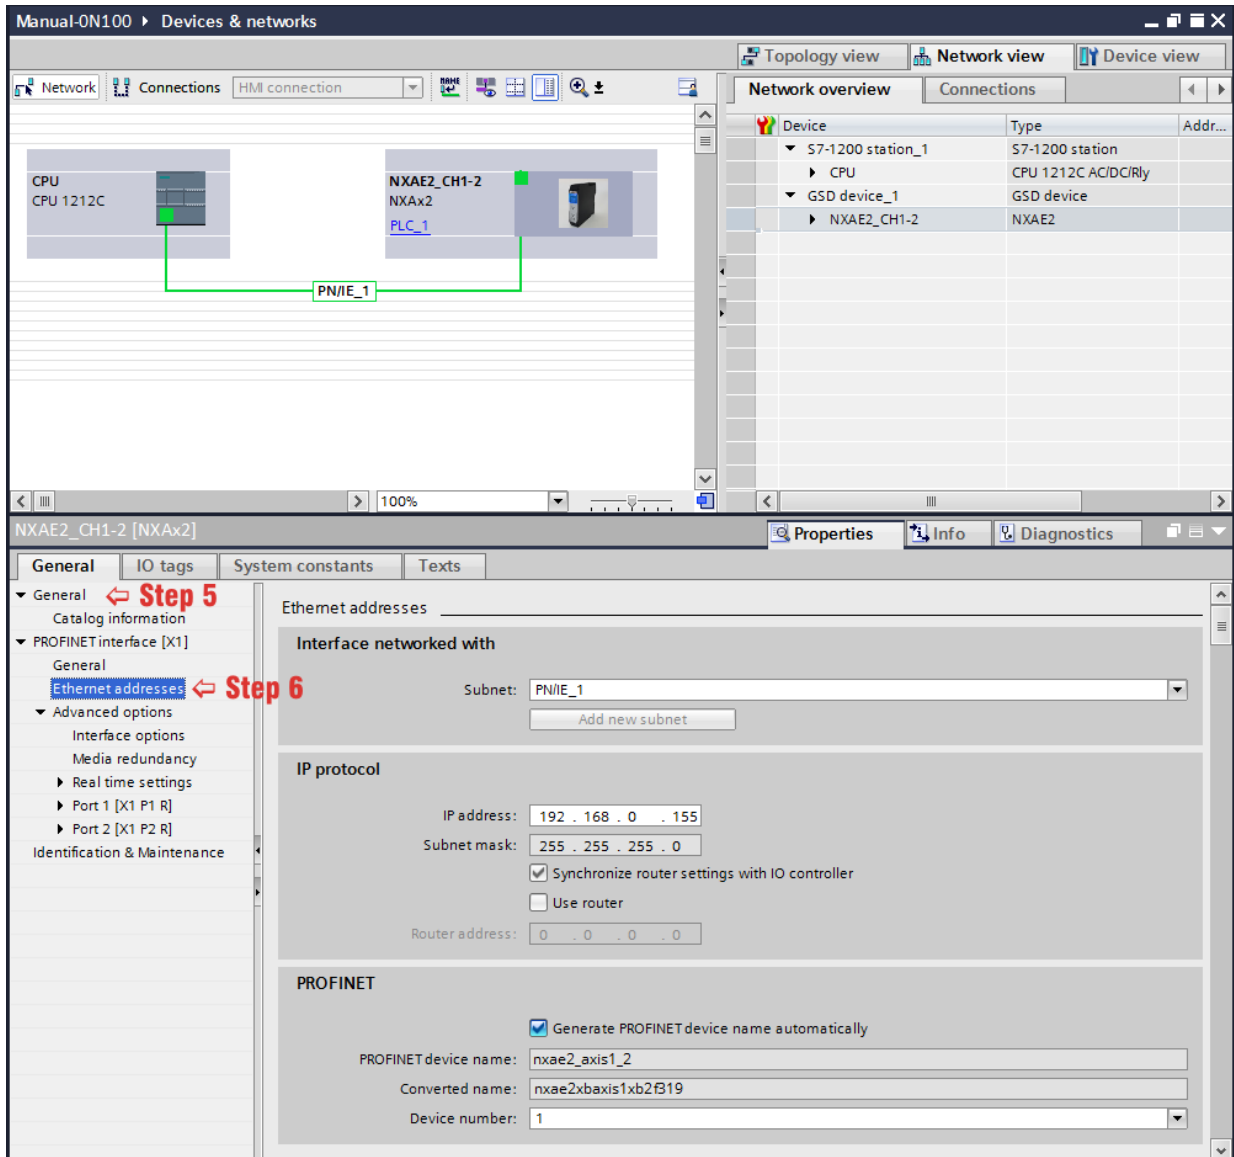 Manual-0N100 ▸ Devices & networks
Topology view
Network view
Device view
Network
Connections
HMI connection
Network overview
Connections
Device
Type
Addr...
S7-1200 station_1
S7-1200 station
CPU
CPU 1212C AC/DC/Rly
GSD device_1
GSD device
NXAE2_CH1-2
NXAE2
CPU
CPU 1212C
NXAE2_CH1-2
NXAx2
PLC_1
PN/IE_1
100%
NXAE2_CH1-2 [NXAx2]
Properties
Info
Diagnostics
General
IO tags
System constants
Texts
General
⇦ Step 5
Catalog information
PROFINET interface [X1]
General
Ethernet addresses
⇦ Step 6
Advanced options
Interface options
Media redundancy
Real time settings
Port 1 [X1 P1 R]
Port 2 [X1 P2 R]
Identification & Maintenance
Ethernet addresses
Interface networked with
Subnet: PN/IE_1
Add new subnet
IP protocol
IP address: 192 . 168 . 0 . 155
Subnet mask: 255 . 255 . 255 . 0
Synchronize router settings with IO controller
Use router
Router address: 0 . 0 . 0 . 0
PROFINET
Generate PROFINET device name automatically
PROFINET device name: nxae2_axis1_2
Converted name: nxae2xbaxis1xb2f319
Device number: 1